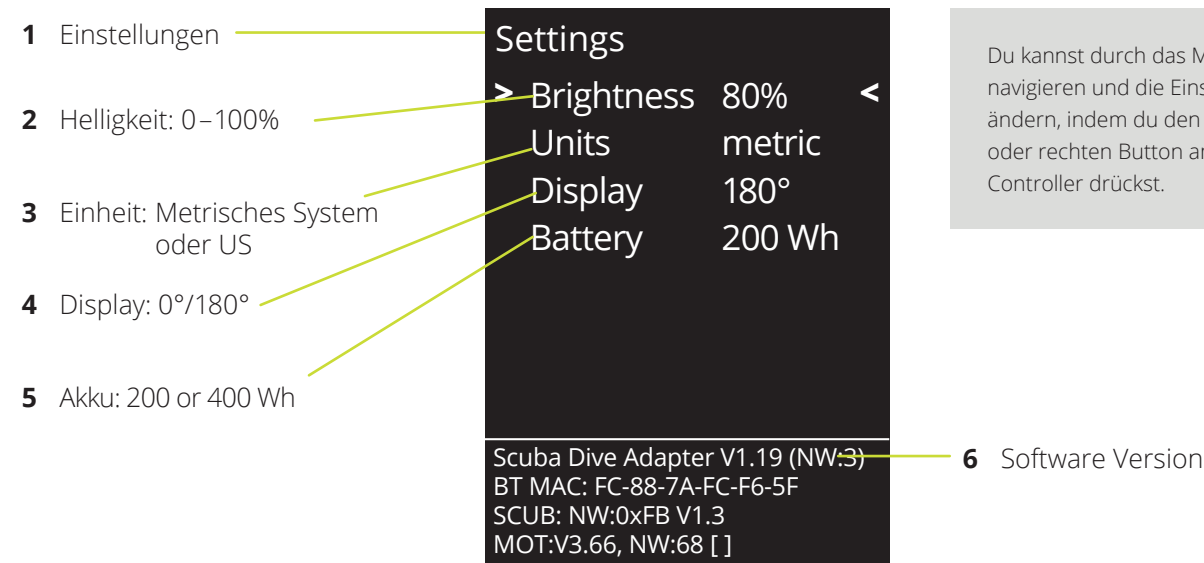 1 Einstellungen
2 Helligkeit: 0–100%
3 Einheit: Metrisches System
oder US
4 Display: 0°/180°
5 Akku: 200 or 400 Wh
Settings
> Brightness 80% <
Units metric
Display 180°
Battery 200 Wh
Scuba Dive Adapter V1.19 (NW:3)
BT MAC: FC-88-7A-FC-F6-5F
SCUB: NW:0xFB V1.3
MOT:V3.66, NW:68 [ ]
Du kannst durch das
navigieren und die
ändern, indem du den
oder rechten Button
Controller drückst.
6 Software Version